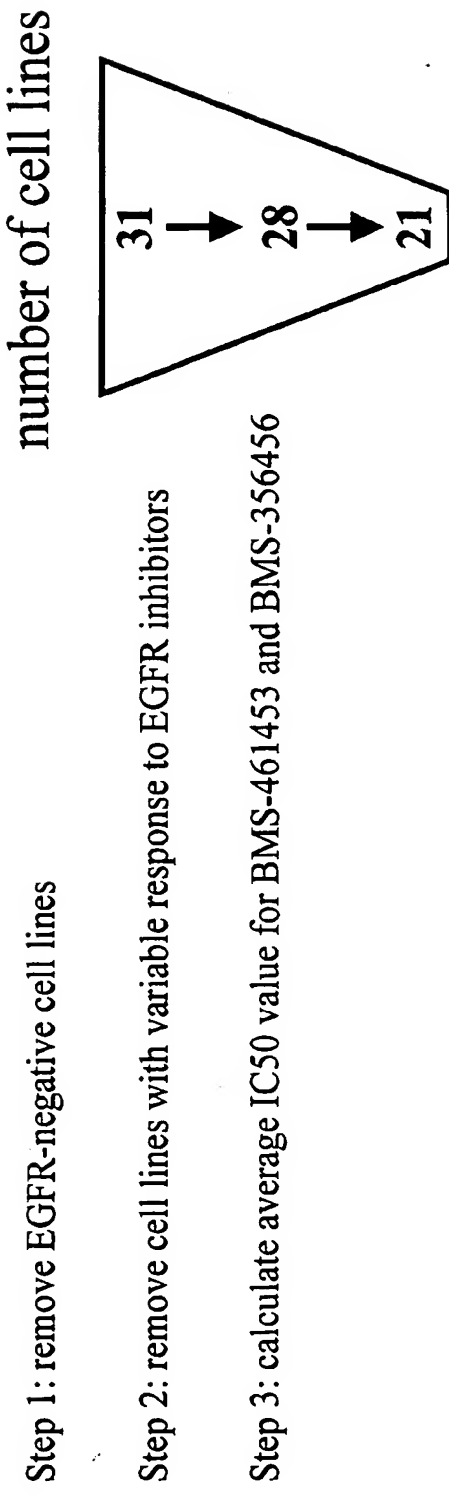 number of cell lines
Step 1: remove EGFR-negative cell lines
31
Step 2: remove cell lines with variable response to EGFR inhibitors
28
Step 3: calculate average IC50 value for BMS-461453 and BMS-356456
21